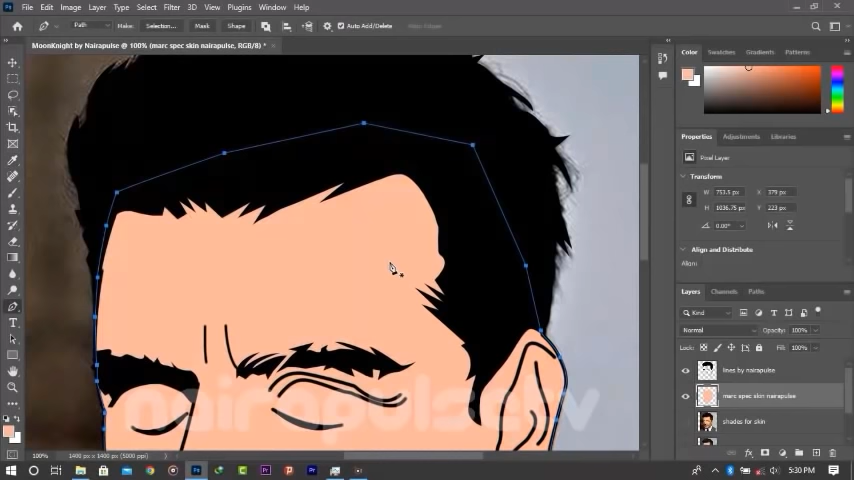 File Edit Image Layer Type Select Filter 3D View Plugins Window Help
Path Make: Selection... Mask Shape Auto Add/Delete
MoonKnight by Nairapulse @ 100% (marc spec skin nairapulse, RGB/8) *
Color Swatches Gradients Patterns
Properties Adjustments Libraries
Pixel Layer
Transform
W 753.5 px X 379 px
H 1036.75 px Y 223 px
0.00°
Align and Distribute
Align:
Layers Channels Paths
Kind
Normal Opacity: 100%
Lock: Fill: 100%
lines by nairapulse
marc spec skin nairapulse
shades for skin
nairapulsetv
100% 1400 px x 1400 px (5000 ppi)
5:30 PM